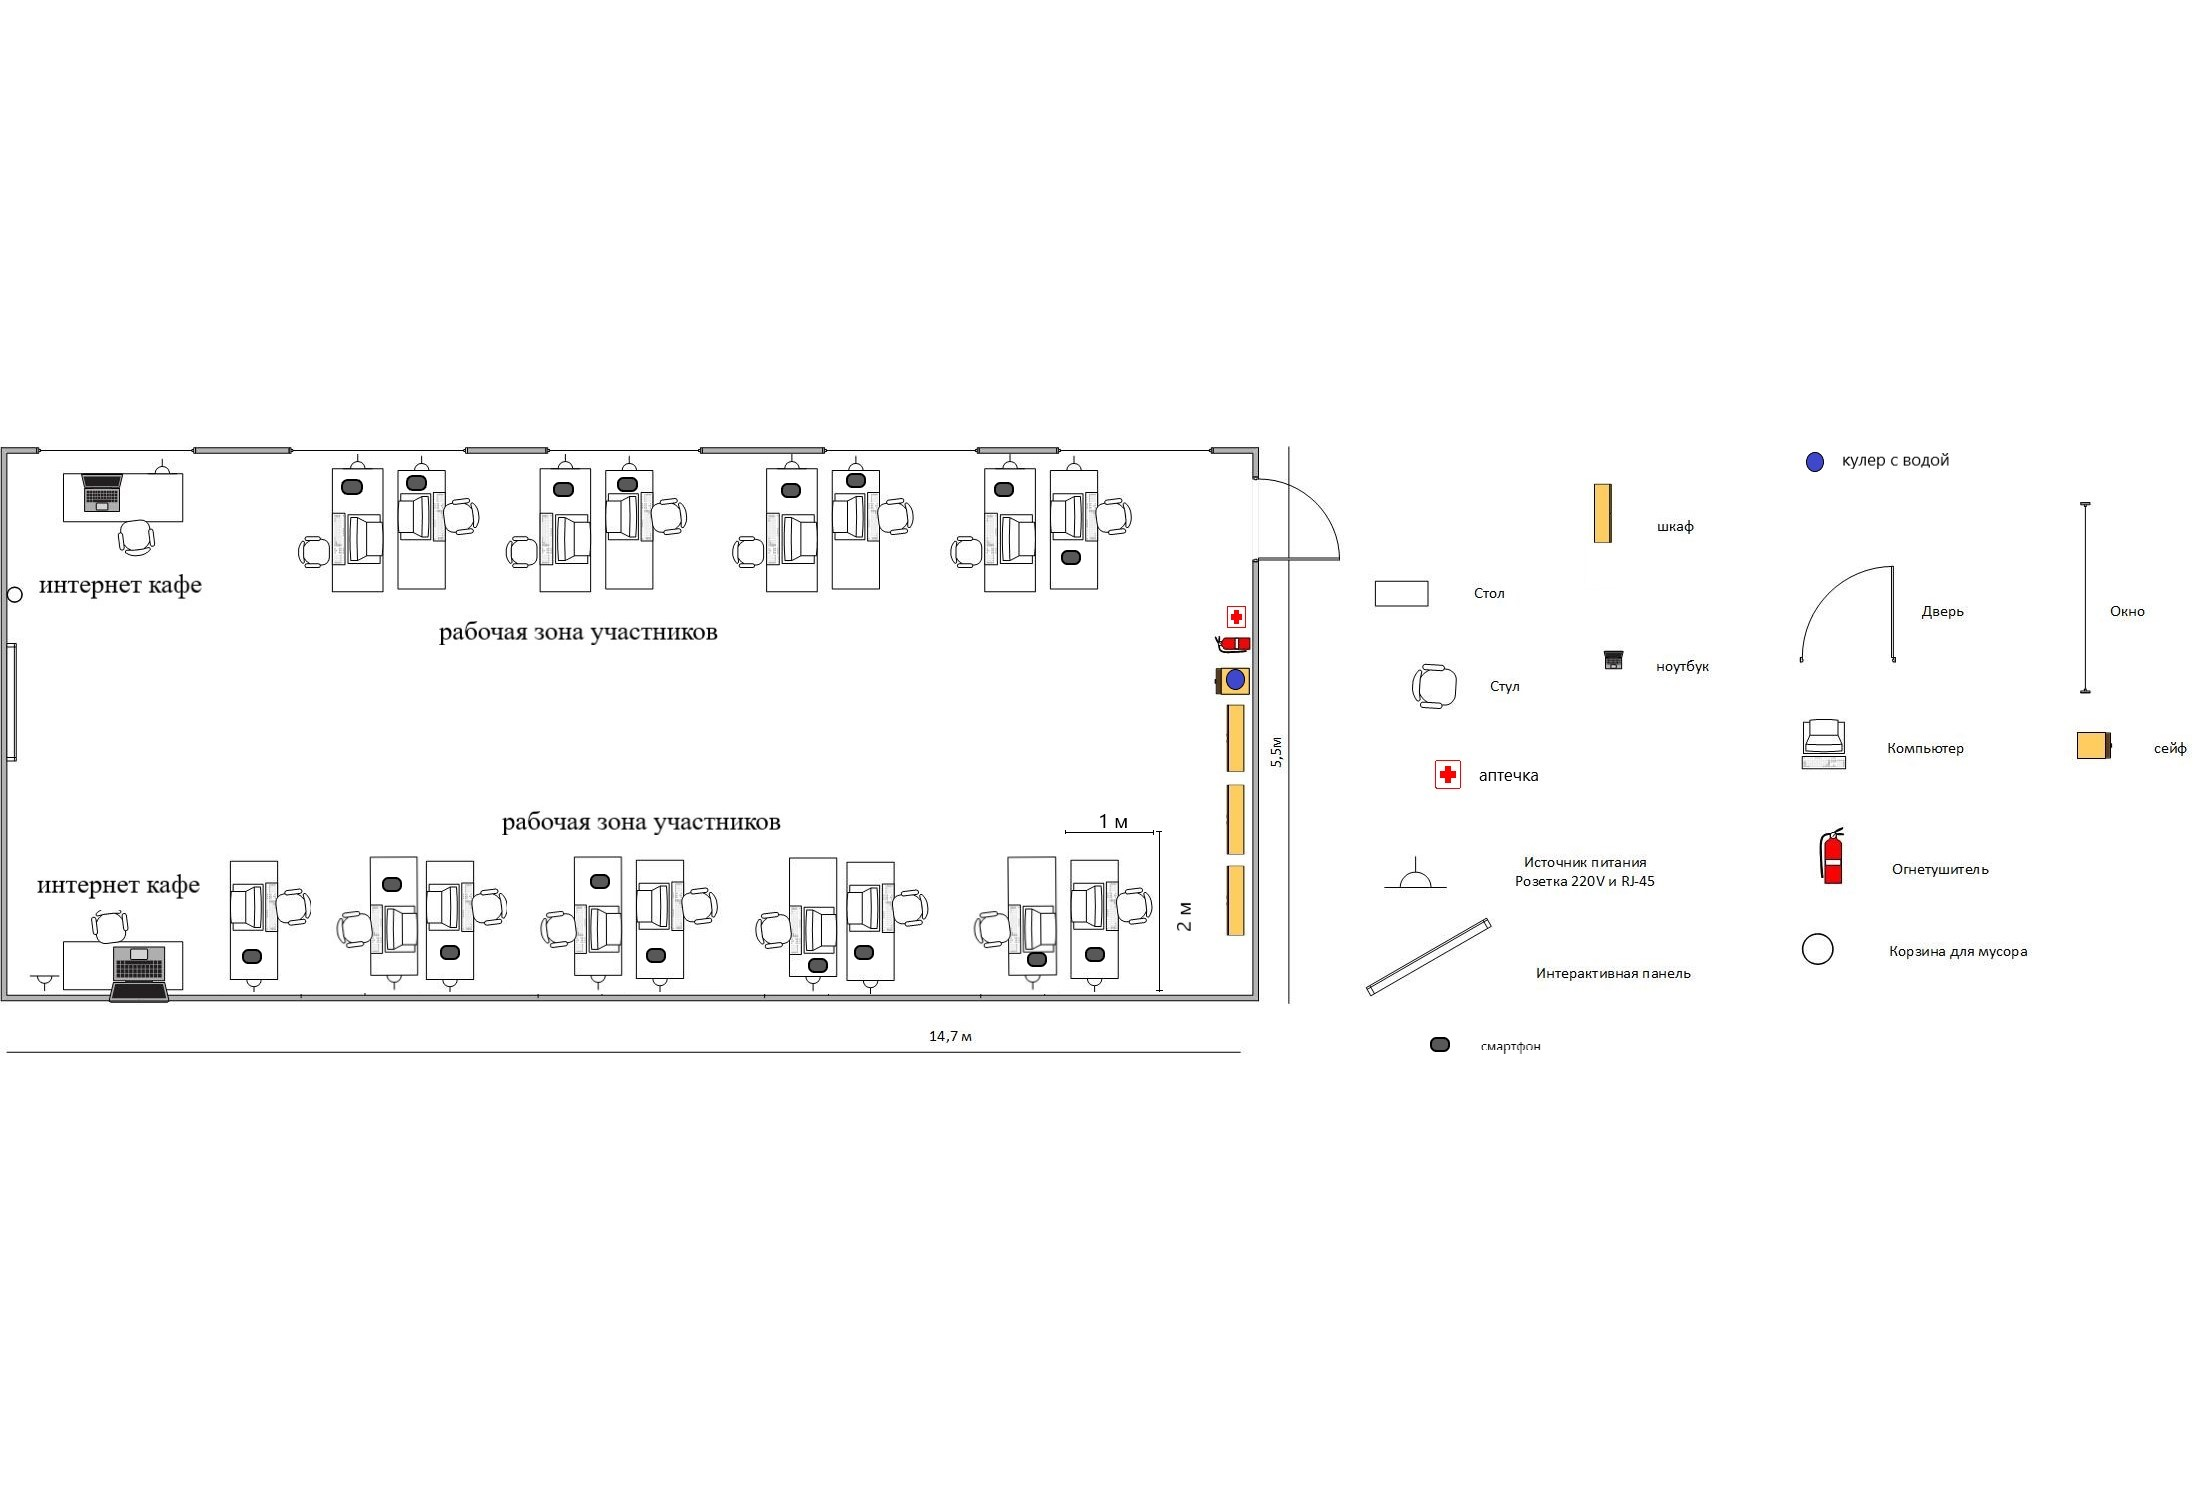 интернет кафе
рабочая зона участников
рабочая зона участников
1 м
2 м
интернет кафе
5,5м
14,7 м
кулер с водой
шкаф
Стол
Дверь
Окно
ноутбук
Стул
Компьютер
сейф
аптечка
Источник питания
Розетка 220V и RJ-45
Огнетушитель
Корзина для мусора
Интерактивная панель
смартфон